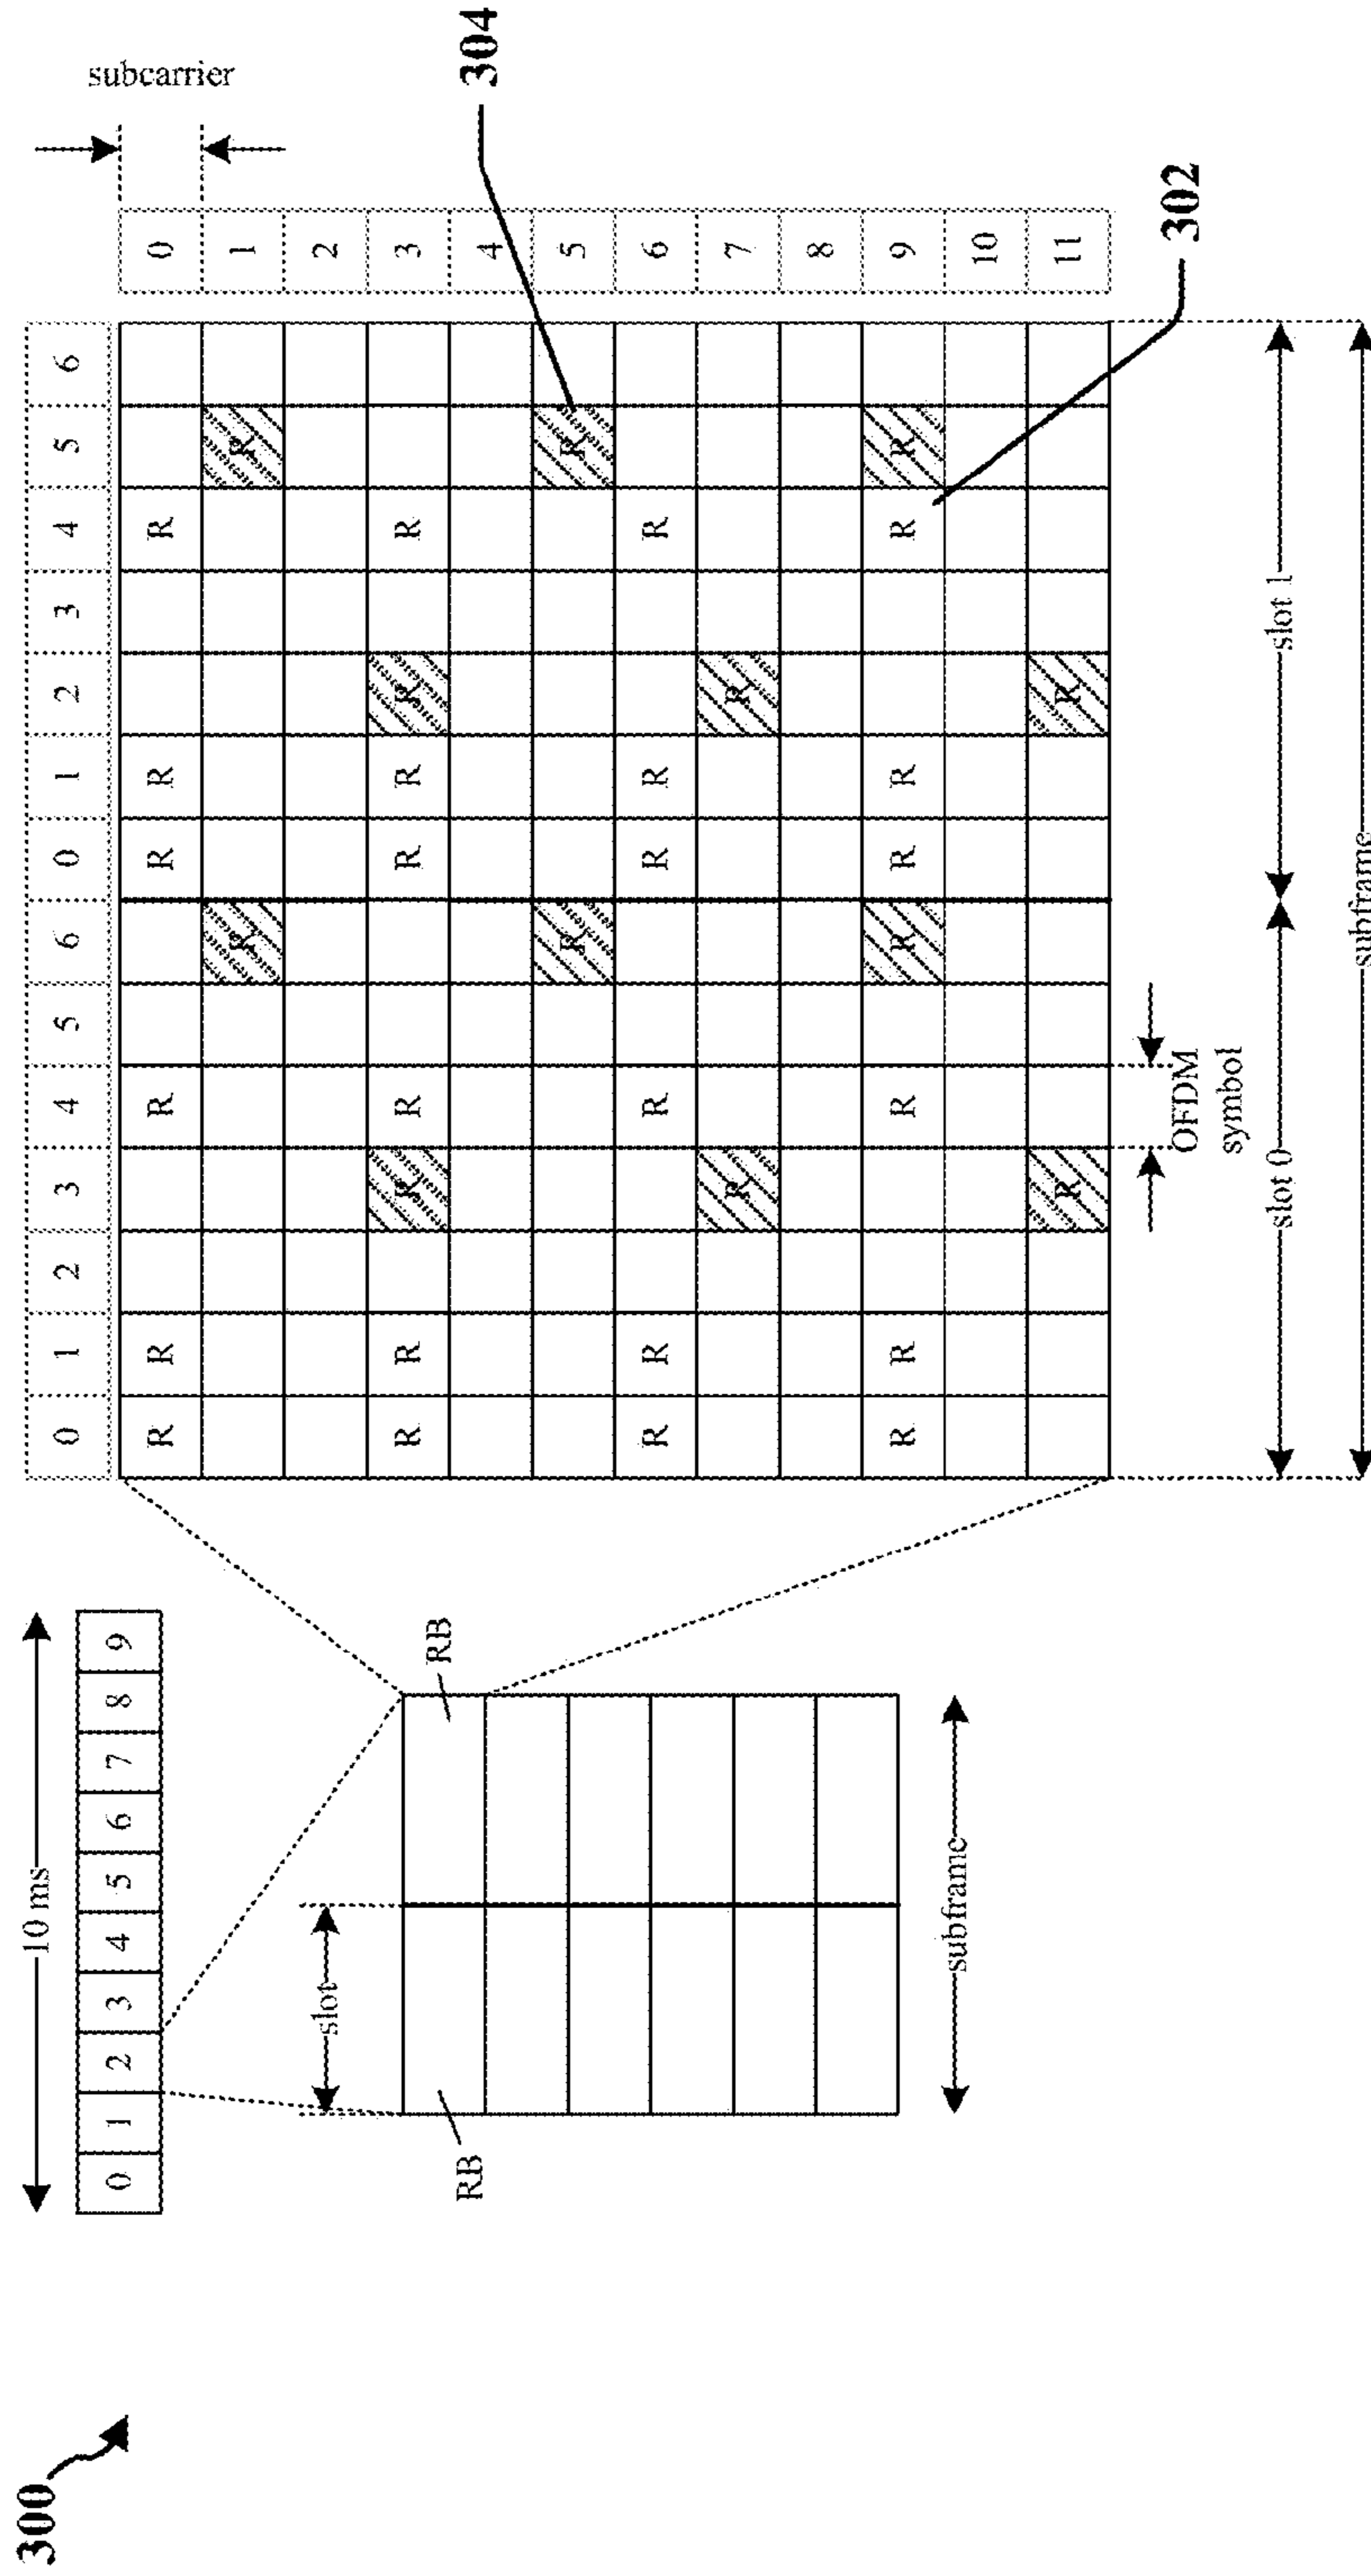 300
10 ms
0 1 2 3 4 5 6 7 8 9
slot
RB
RB
subframe
0 1 2 3 4 5 6 0 1 2 3 4 5 6
subcarrier
R R R R R R 0
R R 1
2
R R R R R R R R 3
4
304
R R 5
R R R R R R 6
R R 7
8
R R R R R R R R 9
10
R R 11
302
OFDM
symbol
slot 0 slot 1
subframe